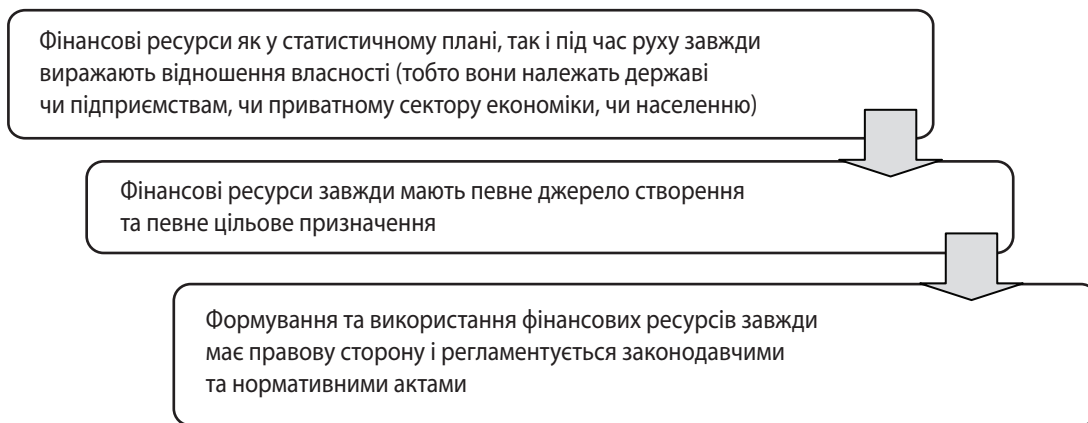 Фінансові ресурси як у статистичному плані, так і під час руху завжди
виражають відношення власності (тобто вони належать державі
чи підприємствам, чи приватному сектору економіки, чи населенню)
Фінансові ресурси завжди мають певне джерело створення
та певне цільове призначення
Формування та використання фінансових ресурсів завжди
має правову сторону і регламентується законодавчими
та нормативними актами